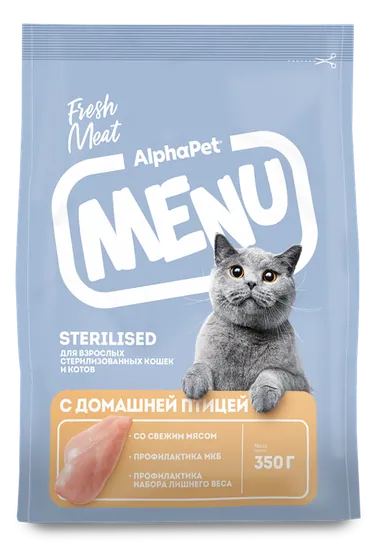 Fresh
Meat
AlphaPet®
MENU
STERILISED
ДЛЯ ВЗРОСЛЫХ
СТЕРИЛИЗОВАННЫХ КОШЕК
И КОТОВ
С ДОМАШНЕЙ ПТИЦЕЙ
• СО СВЕЖИМ МЯСОМ
• ПРОФИЛАКТИКА МКБ
• ПРОФИЛАКТИКА
НАБОРА ЛИШНЕГО ВЕСА
350 Г